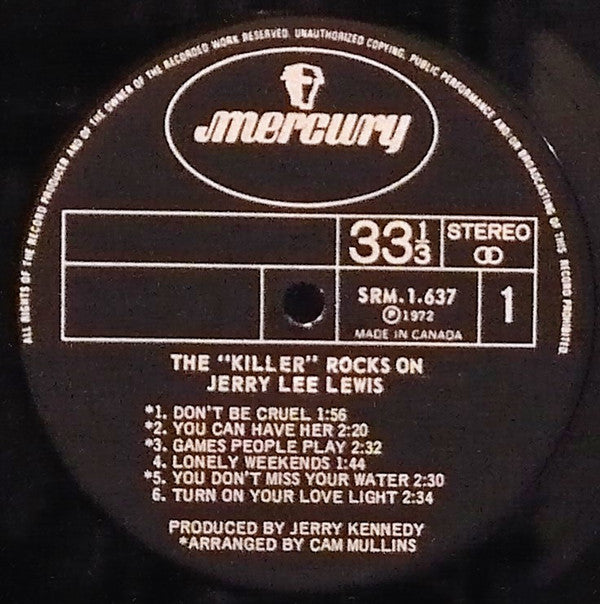 ALL RIGHTS OF THE RECORD PRODUCER AND OF THE OWNER OF THE RECORDED WORK RESERVED. UNAUTHORIZED COPYING, PUBLIC PERFORMANCE AND/OR BROADCASTING OF THIS RECORD PROHIBITED.
mercury
33 1/3
STEREO
SRM.1.637
Ⓟ1972
MADE IN CANADA
1
THE "KILLER" ROCKS ON
JERRY LEE LEWIS
*1. DON'T BE CRUEL 1:56
*2. YOU CAN HAVE HER 2:20
*3. GAMES PEOPLE PLAY 2:32
4. LONELY WEEKENDS 1:44
*5. YOU DON'T MISS YOUR WATER 2:30
6. TURN ON YOUR LOVE LIGHT 2:34
PRODUCED BY JERRY KENNEDY
*ARRANGED BY CAM MULLINS